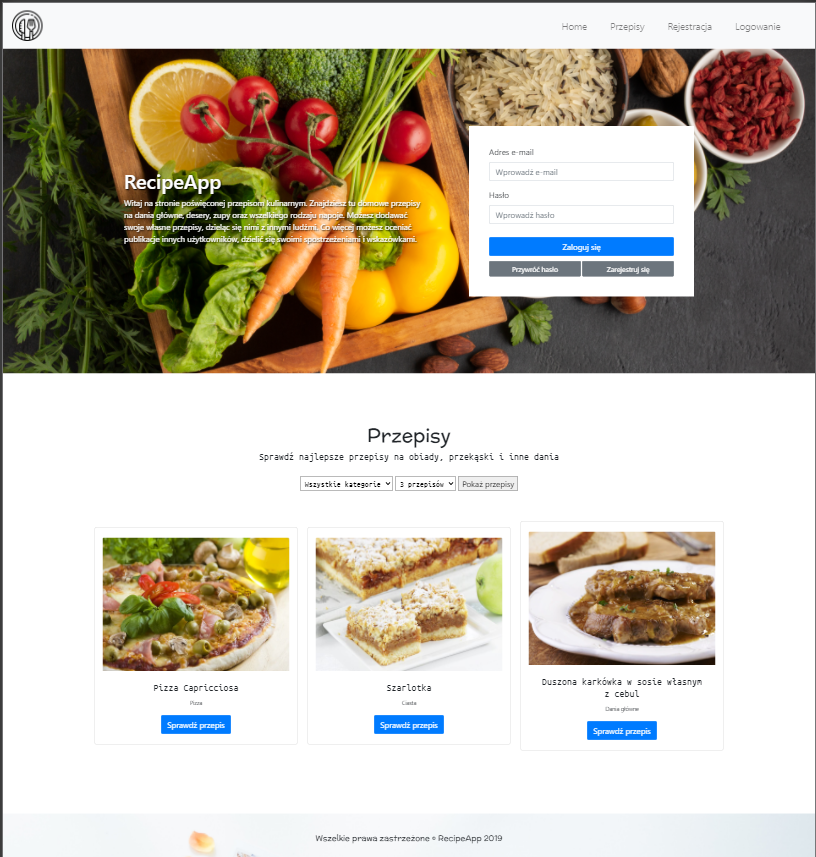 Home Przepisy Rejestracja Logowanie
RecipeApp
Witaj na stronie poświęconej przepisom kulinarnym. Znajdziesz tu domowe przepisy
na dania główne, desery, zupy oraz wszelkiego rodzaju napoje. Możesz dodawać
swoje własne przepisy, dzieląc się nimi z innymi ludźmi. Co więcej możesz oceniać
publikacje innych użytkowników, dzielić się swoimi spostrzeżeniami i wskazówkami.
Adres e-mail
Wprowadź e-mail
Hasło
Wprowadź hasło
Zaloguj się
Przywróć hasło Zarejestruj się
Przepisy
Sprawdź najlepsze przepisy na obiady, przekąski i inne dania
Wszystkie kategorie 3 przepisów Pokaż przepisy
Pizza Capricciosa
Pizza
Sprawdź przepis
Szarlotka
Ciasta
Sprawdź przepis
Duszona karkówka w sosie własnym
z cebul
Dania główne
Sprawdź przepis
Wszelkie prawa zastrzeżone © RecipeApp 2019